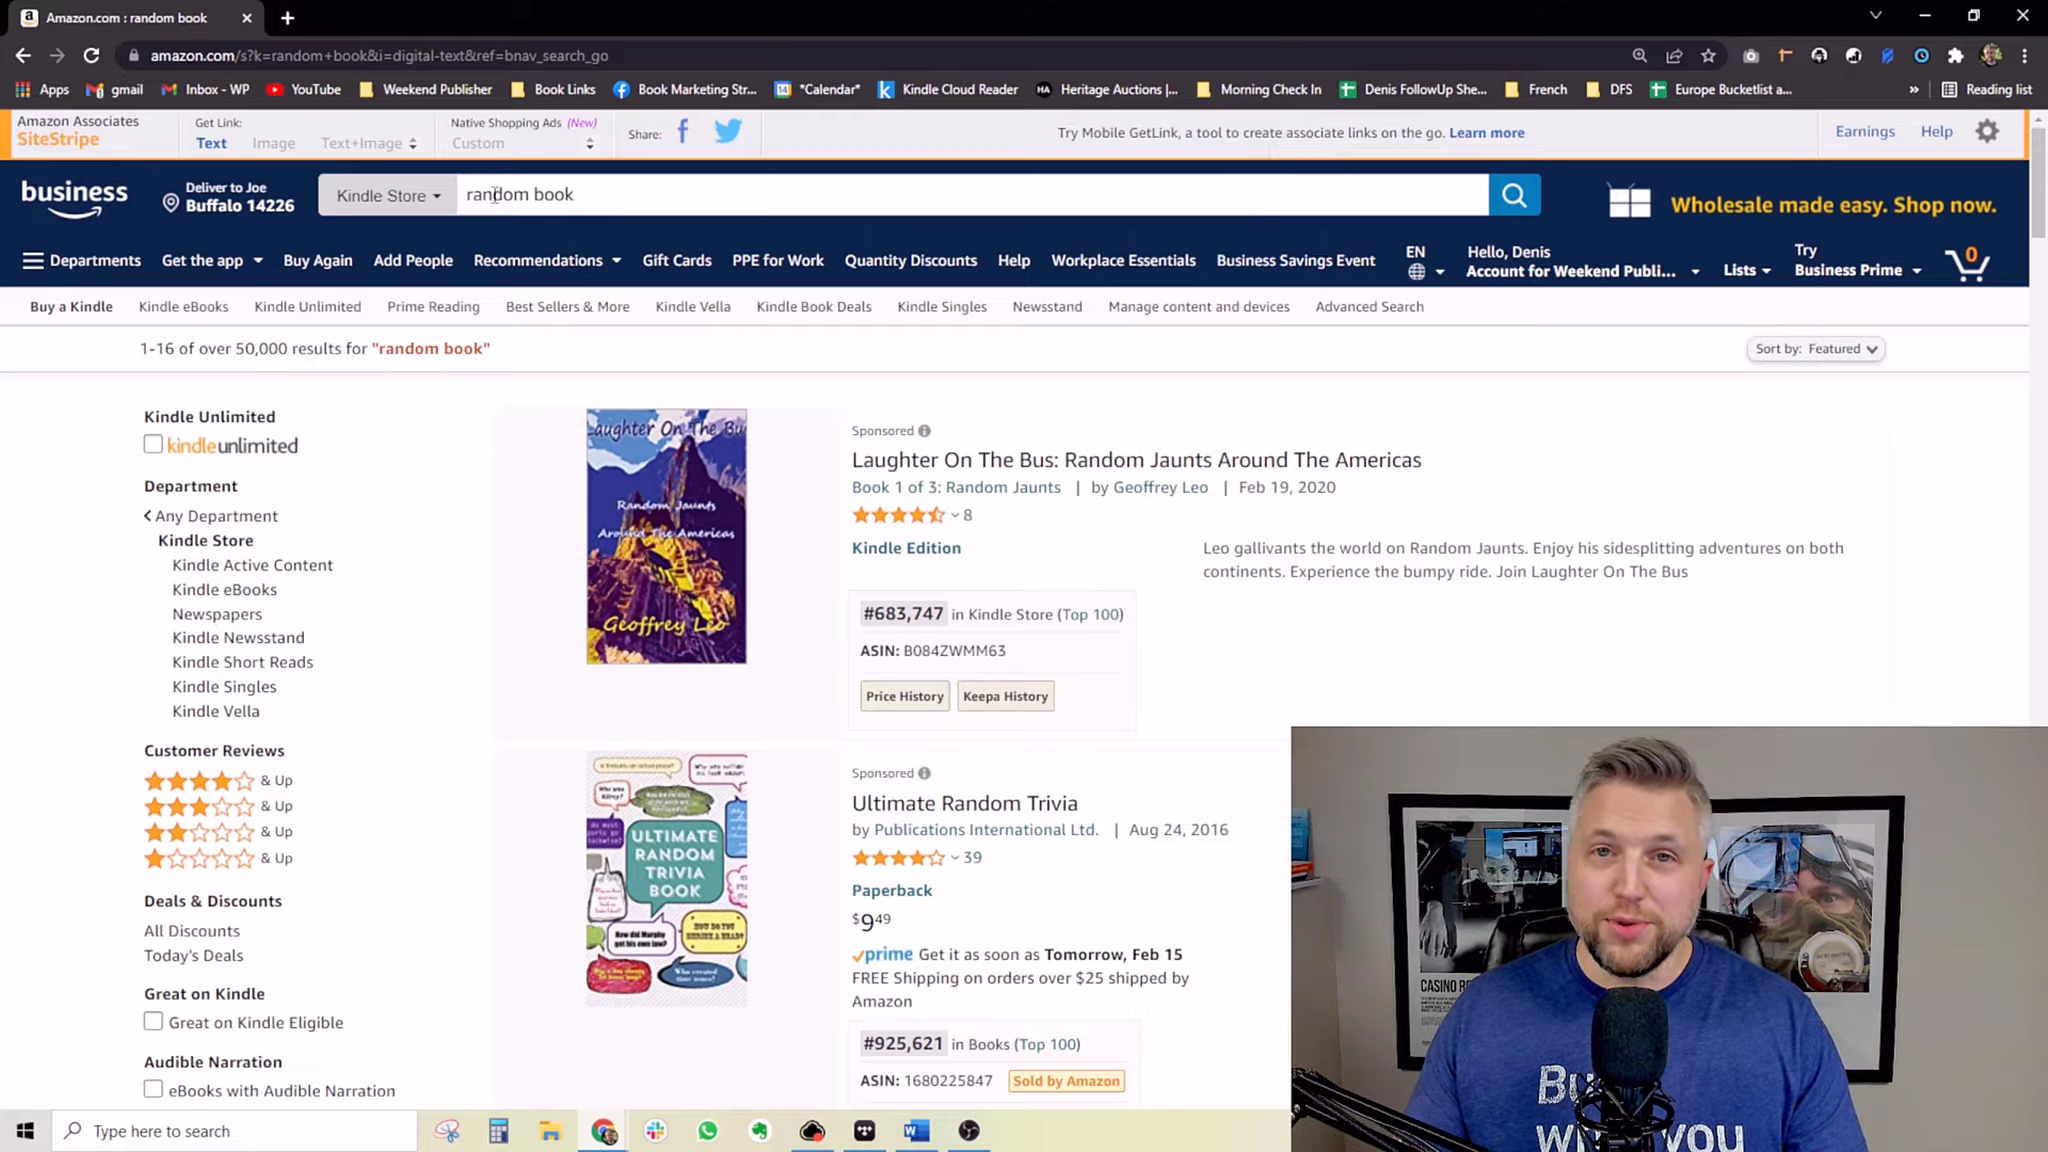 Amazon.com : random book
amazon.com/s?k=random+book&i=digital-text&ref=bnav_search_go
Apps gmail Inbox - WP YouTube Weekend Publisher Book Links Book Marketing Str... *Calendar* Kindle Cloud Reader HA Heritage Auctions |... Morning Check In Denis FollowUp She... French DFS Europe Bucketlist a... » Reading list
Amazon Associates
SiteStripe
Get Link:
Text Image Text+Image
Native Shopping Ads (New)
Custom
Share:
Try Mobile GetLink, a tool to create associate links on the go. Learn more
Earnings Help
business
Deliver to Joe
Buffalo 14226
Kindle Store
random book
Wholesale made easy. Shop now.
Departments Get the app Buy Again Add People Recommendations Gift Cards PPE for Work Quantity Discounts Help Workplace Essentials Business Savings Event
EN
Hello, Denis
Account for Weekend Publi...
Lists
Try
Business Prime
0
Buy a Kindle Kindle eBooks Kindle Unlimited Prime Reading Best Sellers & More Kindle Vella Kindle Book Deals Kindle Singles Newsstand Manage content and devices Advanced Search
1-16 of over 50,000 results for "random book"
Sort by: Featured
Kindle Unlimited
kindleunlimited
Department
Any Department
Kindle Store
Kindle Active Content
Kindle eBooks
Newspapers
Kindle Newsstand
Kindle Short Reads
Kindle Singles
Kindle Vella
Customer Reviews
& Up
& Up
& Up
& Up
Deals & Discounts
All Discounts
Today's Deals
Great on Kindle
Great on Kindle Eligible
Audible Narration
eBooks with Audible Narration
Laughter On The Bu
Random Jaunts
Around The Americas
Geoffrey Leo
Sponsored
Laughter On The Bus: Random Jaunts Around The Americas
Book 1 of 3: Random Jaunts | by Geoffrey Leo | Feb 19, 2020
8
Kindle Edition
Leo gallivants the world on Random Jaunts. Enjoy his sidesplitting adventures on both
continents. Experience the bumpy ride. Join Laughter On The Bus
#683,747 in Kindle Store (Top 100)
ASIN: B084ZWMM63
Price History Keepa History
ULTIMATE
RANDOM
TRIVIA
BOOK
How did Murphy
get his own law?
Who created
Sponsored
Ultimate Random Trivia
by Publications International Ltd. | Aug 24, 2016
39
Paperback
$9 49
prime Get it as soon as Tomorrow, Feb 15
FREE Shipping on orders over $25 shipped by
Amazon
#925,621 in Books (Top 100)
ASIN: 1680225847 Sold by Amazon
CASINO R
Type here to search